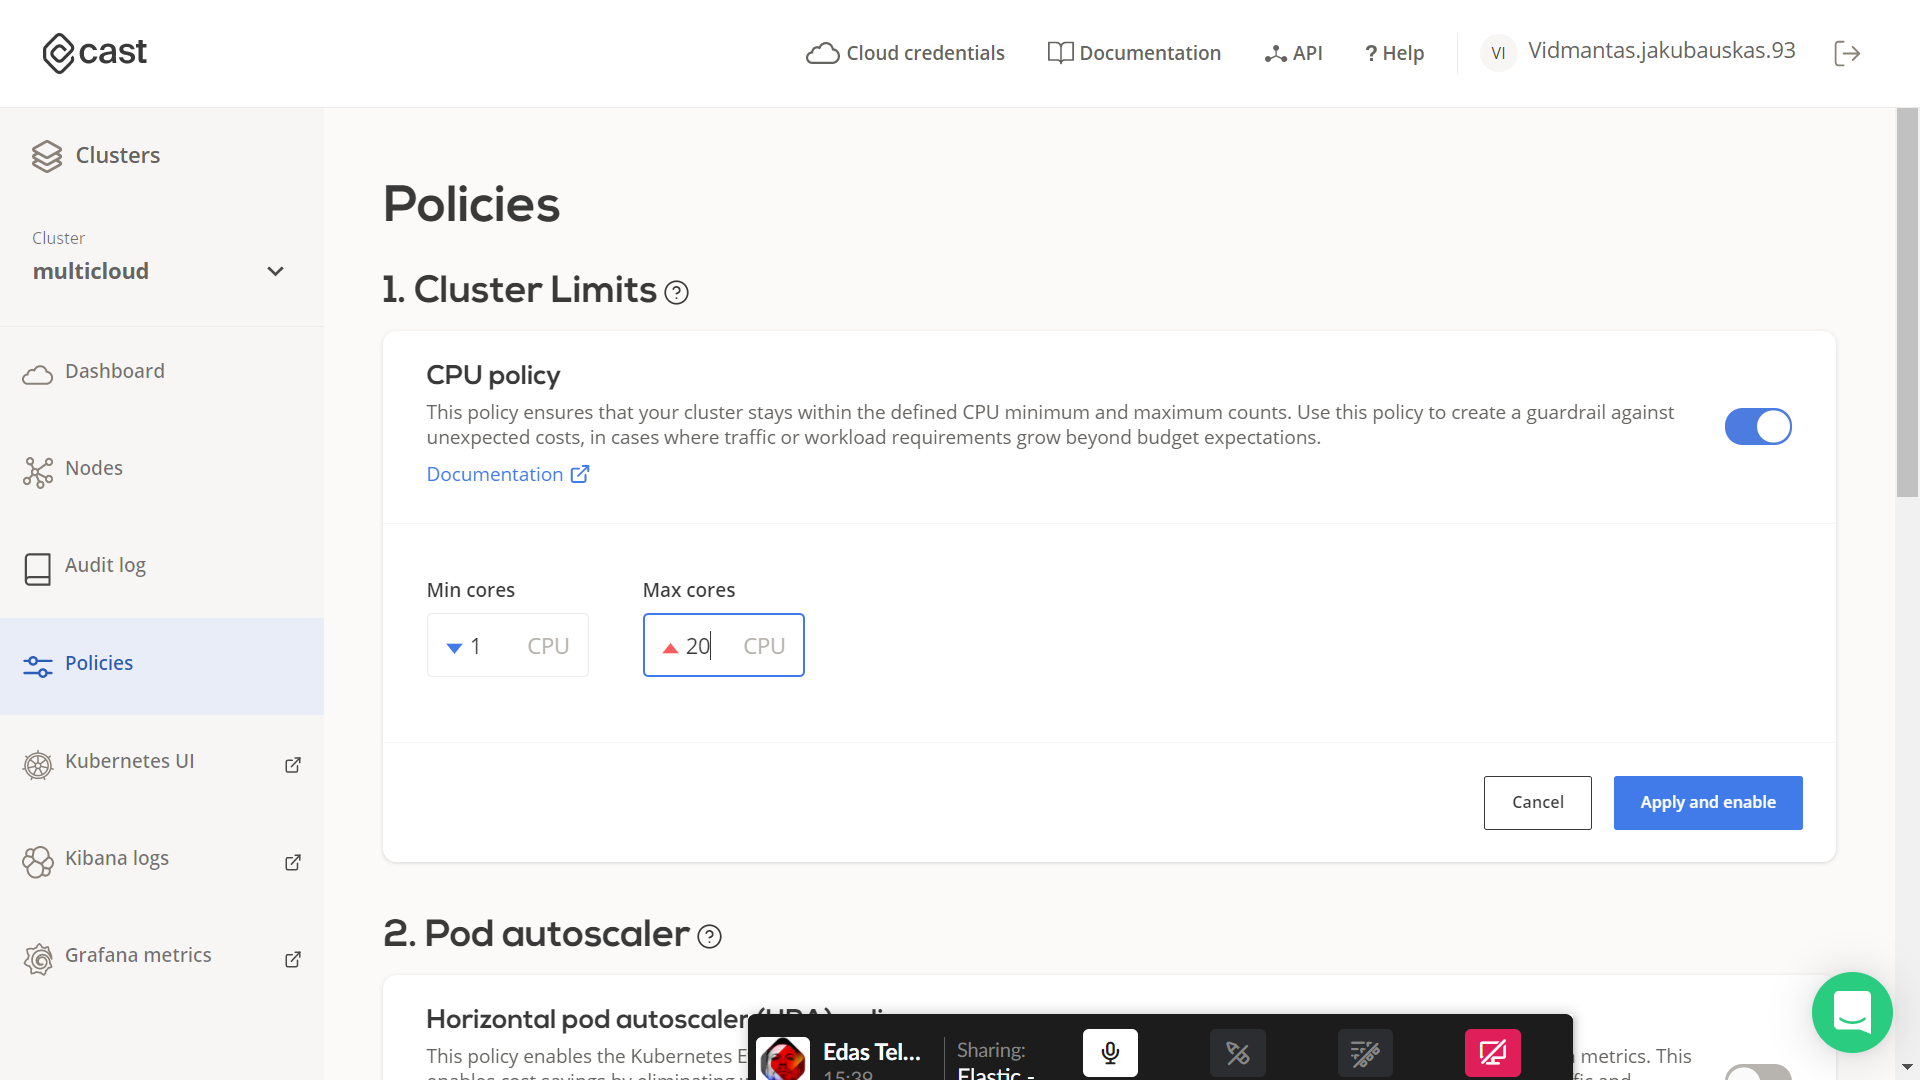 cast
Cloud credentials
Documentation
API
? Help
VI
Vidmantas.jakubauskas.93
Clusters
Cluster
multicloud
Dashboard
Nodes
Audit log
Policies
Kubernetes UI
Kibana logs
Grafana metrics
Policies
1. Cluster Limits
CPU policy
This policy ensures that your cluster stays within the defined CPU minimum and maximum counts. Use this policy to create a guardrail against
unexpected costs, in cases where traffic or workload requirements grow beyond budget expectations.
Documentation
Min cores
Max cores
1 CPU
20 CPU
Cancel
Apply and enable
2. Pod autoscaler
Horizontal pod autoscaler
This policy enables the Kubernetes
metrics. This
Edas Tel...
15:39
Sharing:
Elastic -